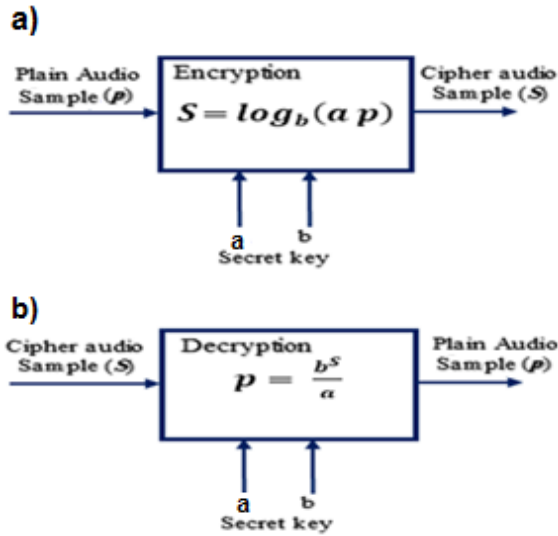 a)
Plain Audio
Sample (p)
Encryption
S = log_b(a p)
Cipher audio
Sample (S)
a b
Secret key
b)
Cipher audio
Sample (S)
Decryption
p = b^S / a
Plain Audio
Sample (p)
a b
Secret key